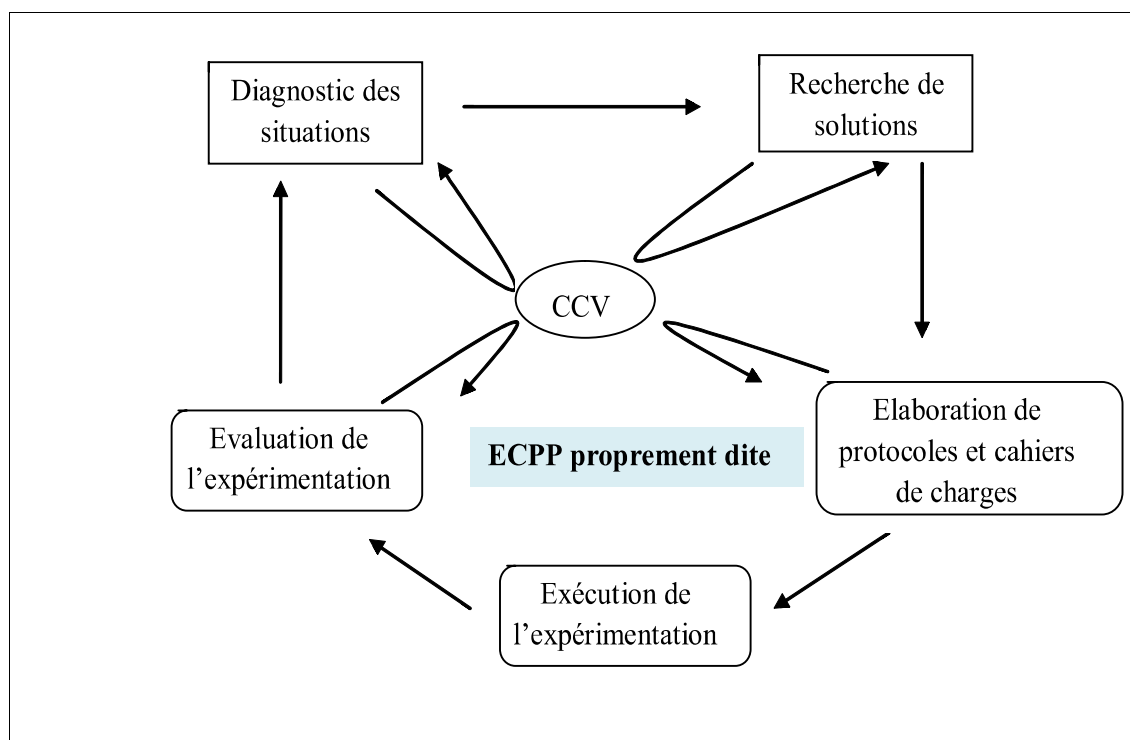 Diagnostic des
situations
Recherche de
solutions
CCV
Evaluation de
l’expérimentation
ECPP proprement dite
Elaboration de
protocoles et cahiers
de charges
Exécution de
l’expérimentation